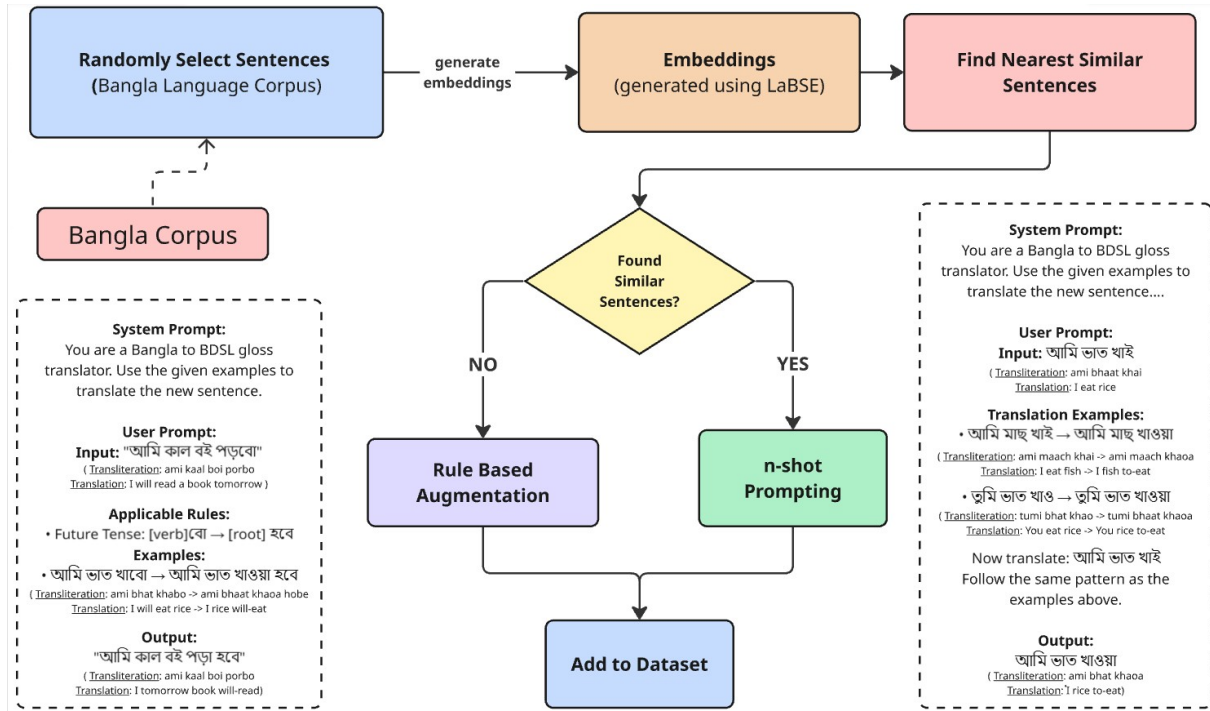 Randomly Select Sentences
(Bangla Language Corpus)
generate
embeddings
Embeddings
(generated using LaBSE)
Find Nearest Similar
Sentences
Bangla Corpus
Found
Similar
Sentences?
NO
YES
Rule Based
Augmentation
n-shot
Prompting
Add to Dataset
System Prompt:
You are a Bangla to BDSL gloss
translator. Use the given examples to
translate the new sentence.
User Prompt:
Input: "আমি কাল বই পড়বো"
( Transliteration: ami kaal boi porbo
Translation: I will read a book tomorrow )
Applicable Rules:
• Future Tense: [verb]বো → [root] হবে
Examples:
• আমি ভাত খাবো → আমি ভাত খাওয়া হবে
( Transliteration: ami bhat khabo -> ami bhaat khaoa hobe
Translation: I will eat rice -> I rice will-eat
Output:
"আমি কাল বই পড়া হবে"
( Transliteration: ami kaal boi porbo
Translation: I tomorrow book will-read)
System Prompt:
You are a Bangla to BDSL gloss
translator. Use the given examples to
translate the new sentence....
User Prompt:
Input: আমি ভাত খাই
( Transliteration: ami bhaat khai
Translation: I eat rice
Translation Examples:
• আমি মাছ খাই → আমি মাছ খাওয়া
( Transliteration: ami maach khai -> ami maach khaoa
Translation: I eat fish -> I fish to-eat
• তুমি ভাত খাও → তুমি ভাত খাওয়া
( Transliteration: tumi bhat khao -> tumi bhaat khaoa
Translation: You eat rice -> You rice to-eat
Now translate: আমি ভাত খাই
Follow the same pattern as the
examples above.
Output
আমি ভাত খাওয়া
( Transliteration: ami bhat khaoa
Translation: I rice to-eat)